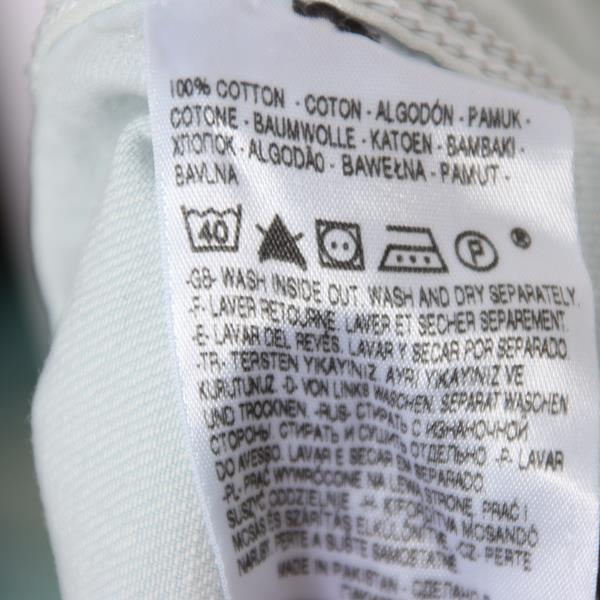 100% COTTON - COTON - ALGODÓN - PAMUK -
COTONE - BAUMWOLLE - KATOEN - BAMBAKI -
ХЛОПОК - ALGODÃO - BAWEŁNA - PAMUT -
BAVLNA
40 P ®
-GB- WASH INSIDE OUT. WASH AND DRY SEPARATELY.
-F- LAVER RETOURNE. LAVER ET SECHER SEPAREMENT.
-E- LAVAR DEL REVÉS. LAVAR Y SECAR POR SEPARADO.
-TR- TERSTEN YIKAYINIZ. AYRI YIKAYINIZ VE
KURUTUNUZ -D- VON LINKS WASCHEN. SEPARAT WASCHEN
UND TROCKNEN. -RUS- СТИРАТЬ С ИЗНАНОЧНОЙ
СТОРОНЫ. СТИРАТЬ И СУШИТЬ ОТДЕЛЬНО -P- LAVAR
DO AVESSO. LAVAR E SECAR EM SEPARADO
-PL- PRAĆ WYWRÓCONE NA LEWĄ STRONĘ. PRAĆ I
SUSZYĆ ODDZIELNIE. -H- KIFORDÍTVA MOSANDÓ
MOSÁS ÉS SZÁRÍTÁS ELKÜLÖNÍTVE. -CZ- PERTE
NARUBY. PERTE A SUŠTE SAMOSTATNĚ
MADE IN PAKISTAN - СДЕЛАНО